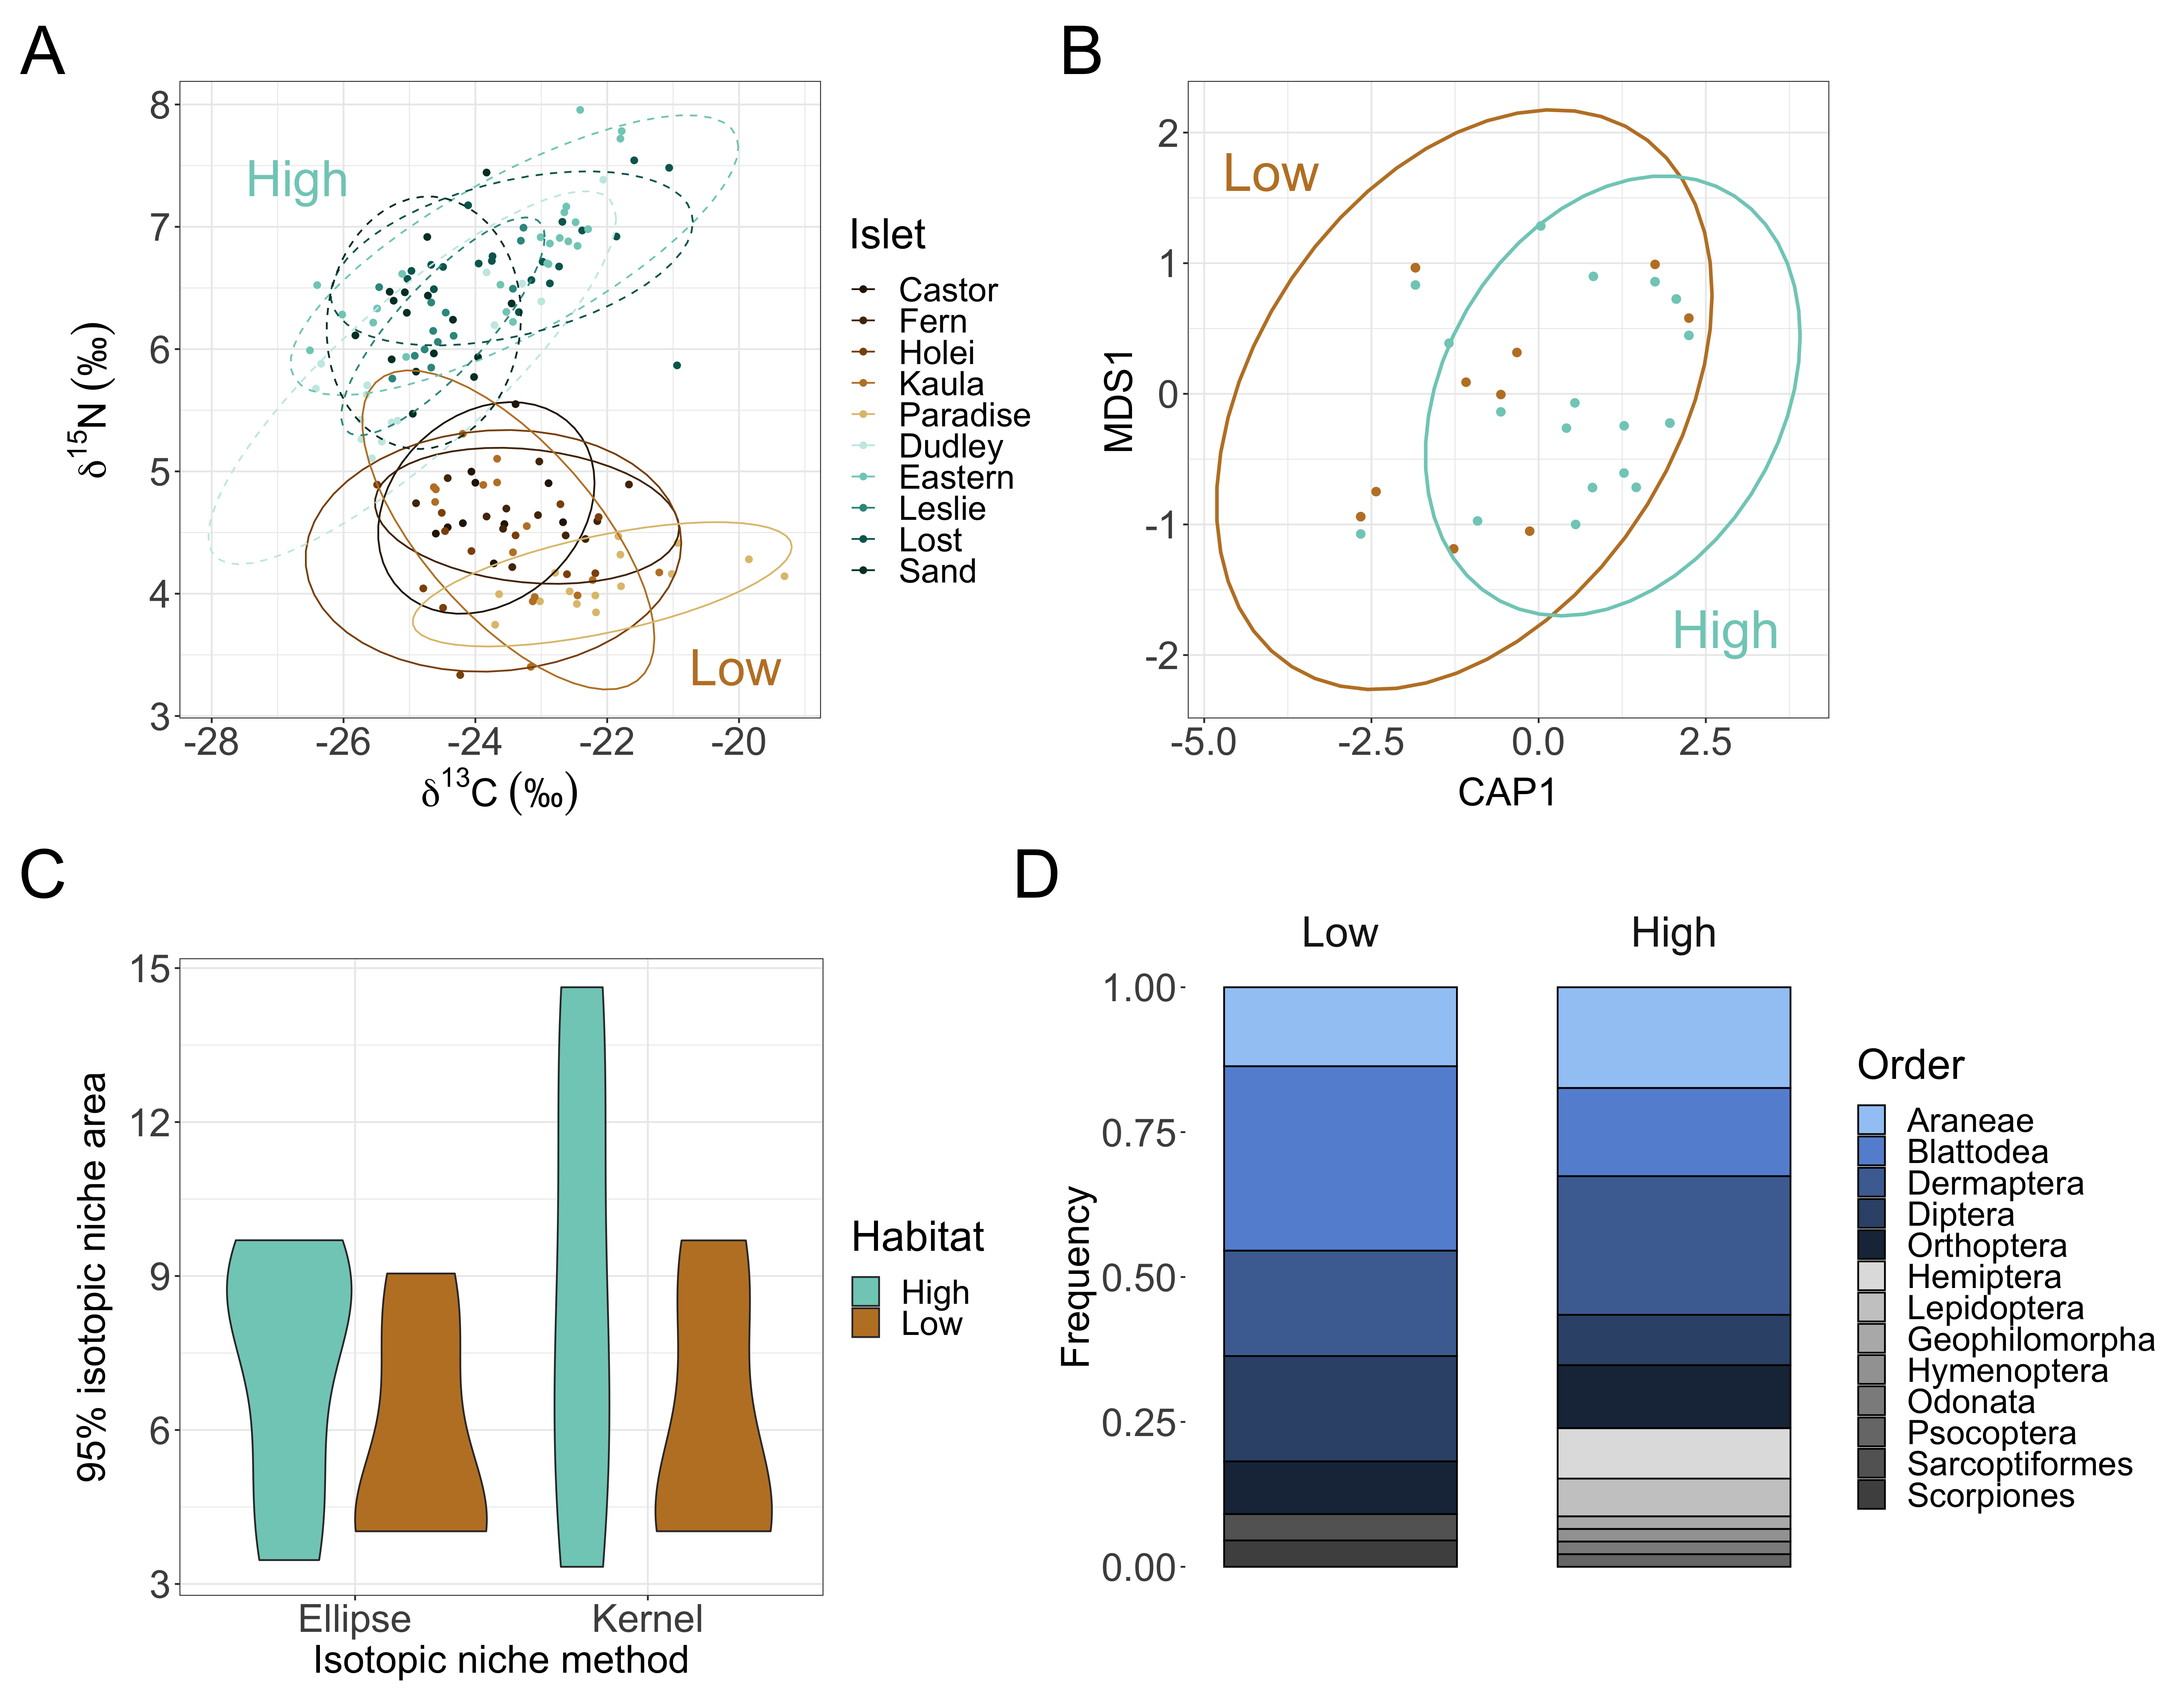 A
8
7
6
5
4
3
δ15N (‰)
High
Low
-28 -26 -24 -22 -20
δ13C (‰)
Islet
Castor
Fern
Holei
Kaula
Paradise
Dudley
Eastern
Leslie
Lost
Sand
B
2
1
0
-1
-2
MDS1
Low
High
-5.0 -2.5 0.0 2.5
CAP1
C
15
12
9
6
3
95% isotopic niche area
Ellipse Kernel
Isotopic niche method
Habitat
High
Low
D
Low High
1.00
0.75
0.50
0.25
0.00
Frequency
Order
Araneae
Blattodea
Dermaptera
Diptera
Orthoptera
Hemiptera
Lepidoptera
Geophilomorpha
Hymenoptera
Odonata
Psocoptera
Sarcoptiformes
Scorpiones